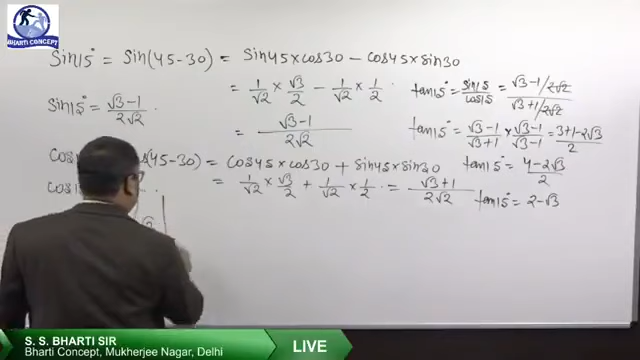 BHARTI CONCEPT
Sin15° = Sin(45-30) = Sin45×cos30 - cos45×sin30
= 1/√2 × √3/2 - 1/√2 × 1/2
Sin15° = √3-1/2√2
= √3-1/2√2
tan15° = sin15/cos15 = √3-1/2√2/√3+1/2√2
tan15° = √3-1/√3+1 × √3-1/√3-1 = 3+1-2√3/2
tan15° = 4-2√3/2
tan15° = 2-√3
cos (45-30) = cos45×cos30 + sin45×sin30
= 1/√2 × √3/2 + 1/√2 × 1/2 = √3+1/2√2
cos
S. S. BHARTI SIR
Bharti Concept, Mukherjee Nagar, Delhi
LIVE